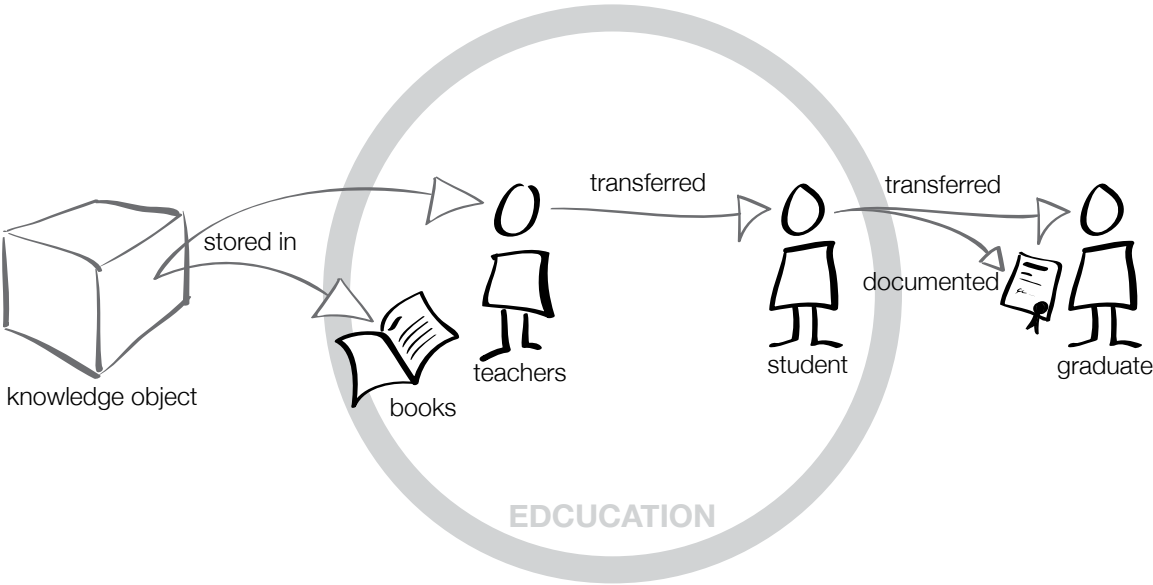 transferred
transferred
stored in
documented
teachers
student
graduate
knowledge object
books
EDCUCATION